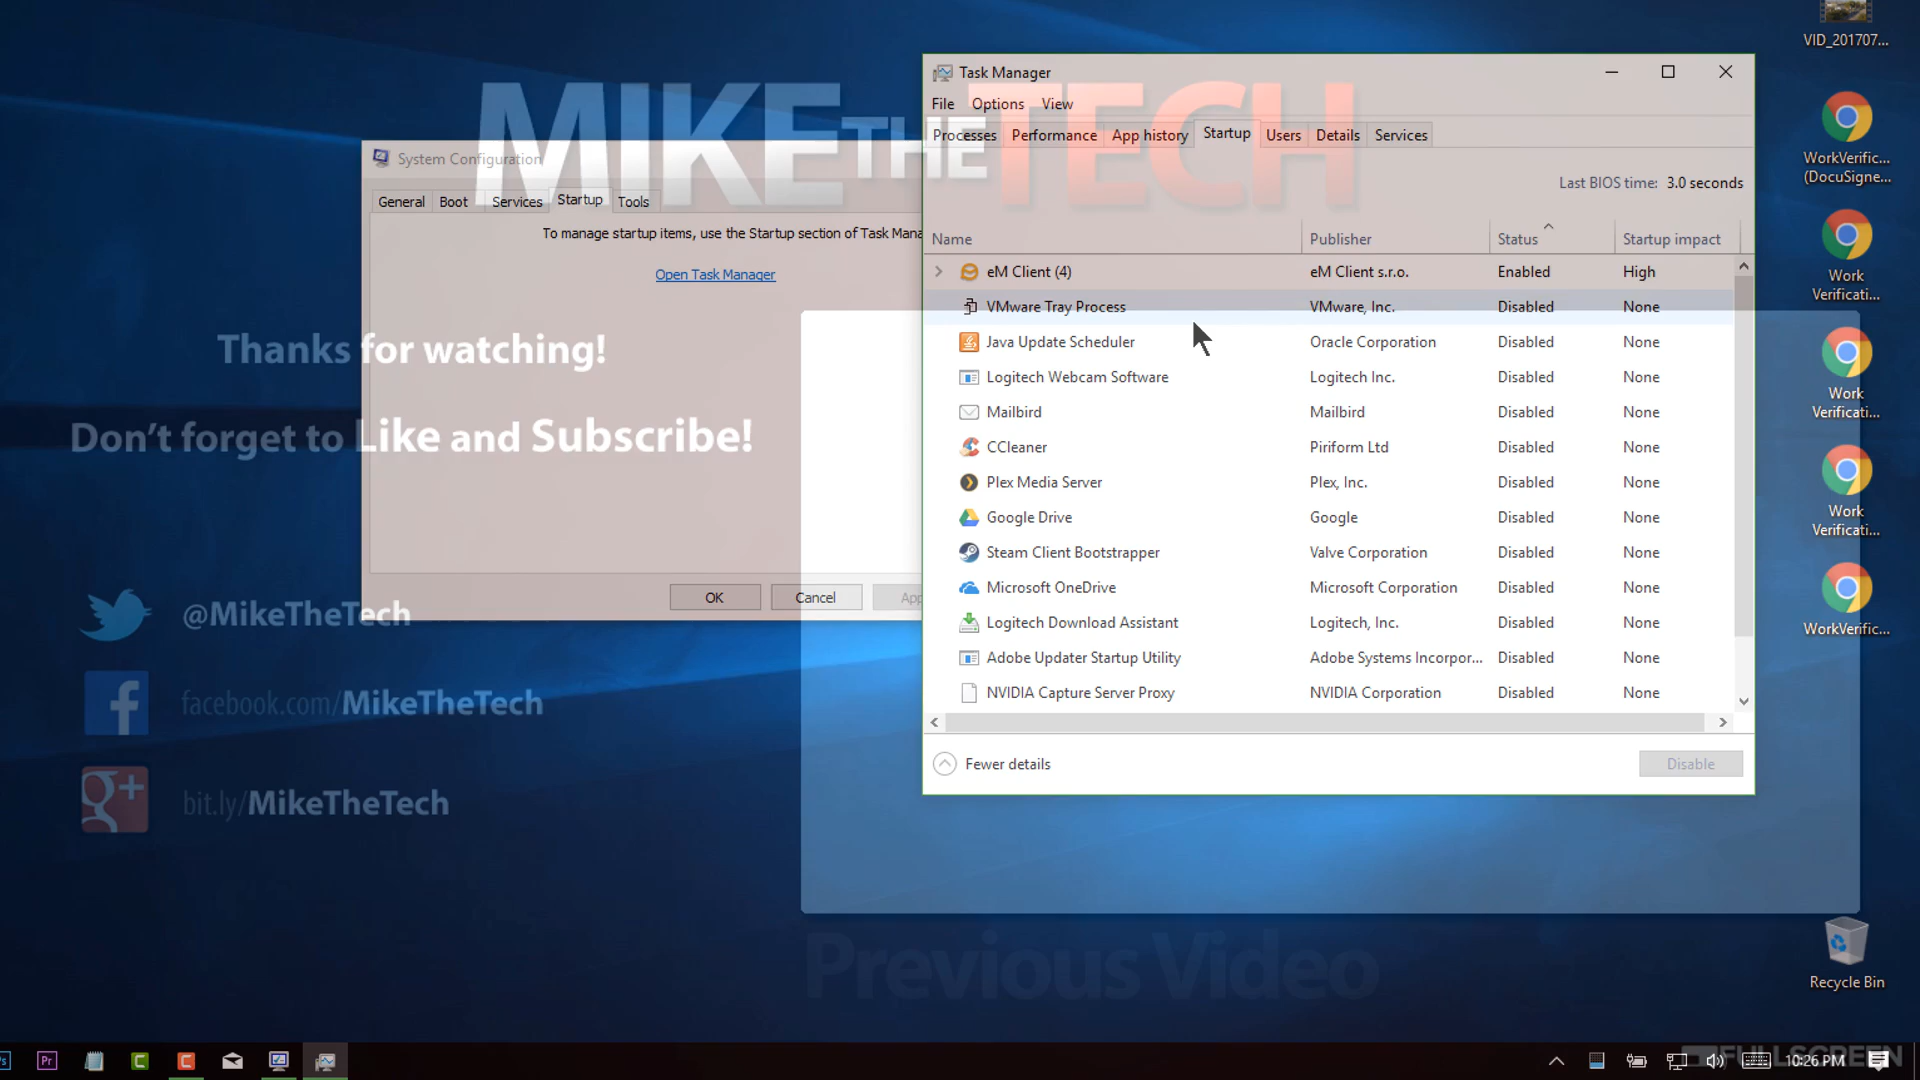 VID_201707...
MIKE THE TECH
Task Manager
File Options View
Processes Performance App history Startup Users Details Services
Last BIOS time: 3.0 seconds
Name Publisher Status Startup impact
eM Client (4) eM Client s.r.o. Enabled High
VMware Tray Process VMware, Inc. Disabled None
Java Update Scheduler Oracle Corporation Disabled None
Logitech Webcam Software Logitech Inc. Disabled None
Mailbird Mailbird Disabled None
CCleaner Piriform Ltd Disabled None
Plex Media Server Plex, Inc. Disabled None
Google Drive Google Disabled None
Steam Client Bootstrapper Valve Corporation Disabled None
Microsoft OneDrive Microsoft Corporation Disabled None
Logitech Download Assistant Logitech, Inc. Disabled None
Adobe Updater Startup Utility Adobe Systems Incorpor... Disabled None
NVIDIA Capture Server Proxy NVIDIA Corporation Disabled None
Fewer details
Disable
System Configuration
General Boot Services Startup Tools
To manage startup items, use the Startup section of Task Mana
Open Task Manager
OK Cancel App
Thanks for watching!
Don't forget to Like and Subscribe!
@MikeTheTech
f facebook.com/MikeTheTech
g+ bit.ly/MikeTheTech
Previous Video
WorkVerific...
(DocuSigne...
Work
Verificati...
Work
Verificati...
Work
Verificati...
WorkVerific...
Recycle Bin
Pr
C
C
FULLSCREEN
10:26 PM